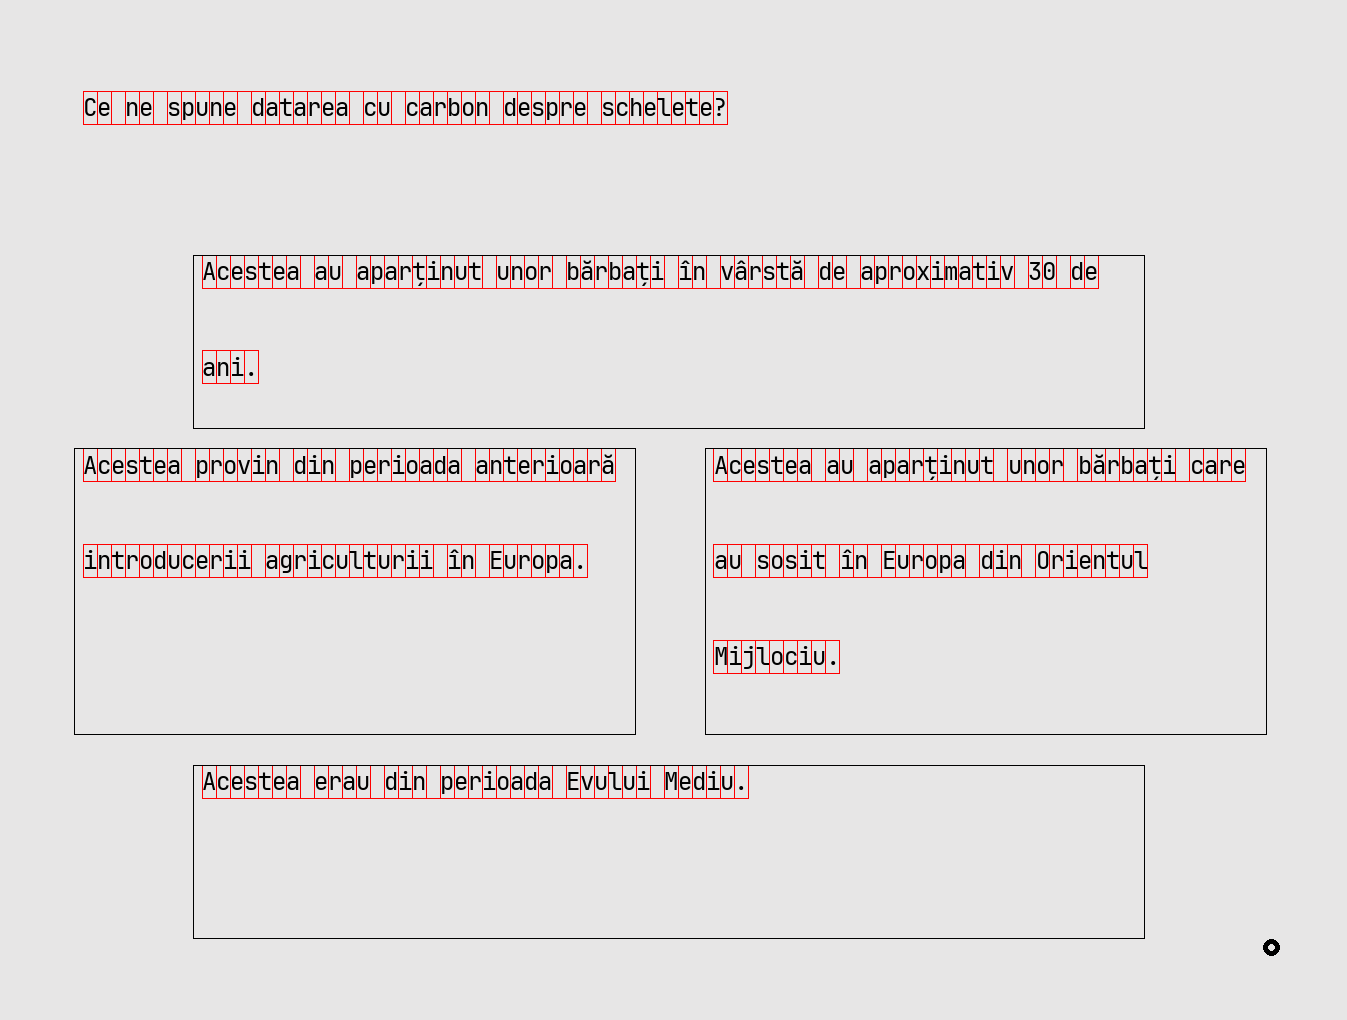 Ce ne spune datarea cu carbon despre schelete?
Acestea au aparținut unor bărbați în vârstă de aproximativ 30 de
ani.
Acestea provin din perioada anterioară
introducerii agriculturii în Europa.
Acestea au aparținut unor bărbați care
au sosit în Europa din Orientul
Mijlociu.
Acestea erau din perioada Evului Mediu.